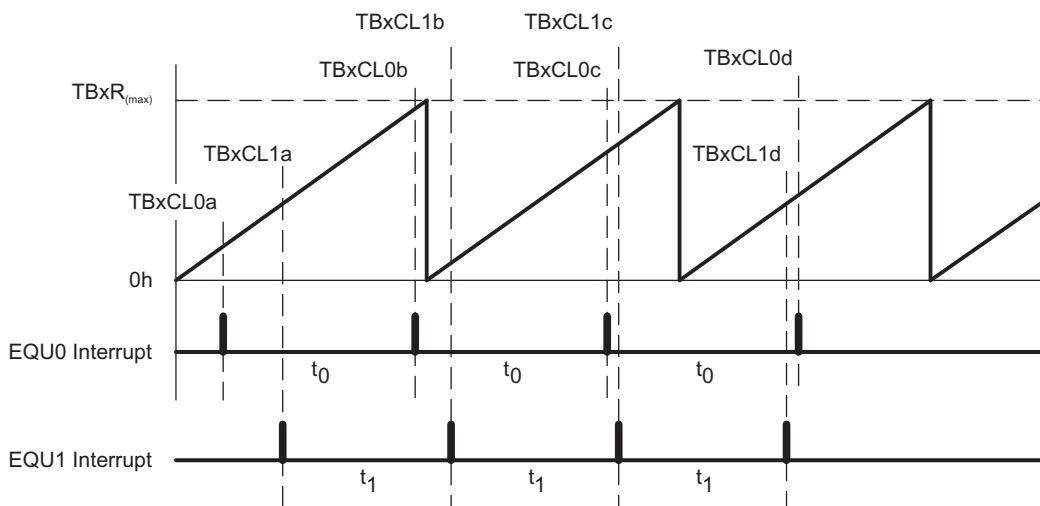 TBxCL1b
TBxCL1c
TBxCL0b
TBxCL0c
TBxCL0d
TBxR(max)
TBxCL1a
TBxCL1d
TBxCL0a
0h
EQU0 Interrupt
t0
t0
t0
EQU1 Interrupt
t1
t1
t1